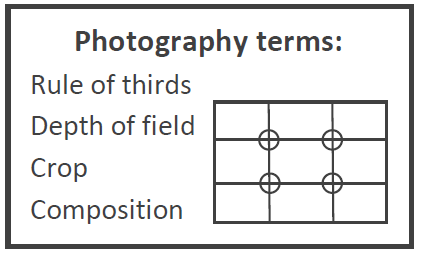 Photography terms:
Rule of thirds
Depth of field
Crop
Composition